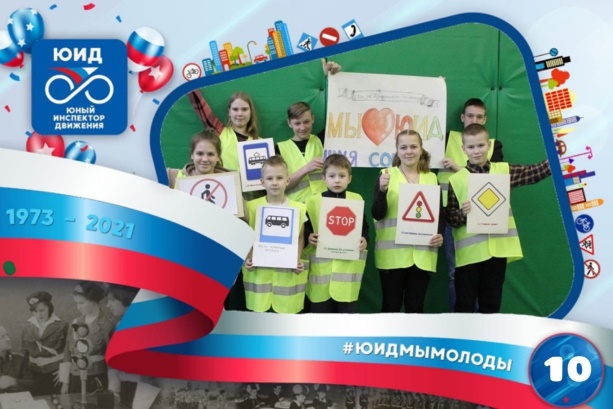 ЮИД
ЮНЫЙ
ИНСПЕКТОР
ДВИЖЕНИЯ
МЫ ЮИД
STOP
1973 - 2021
#ЮИДМЫМОЛОДЫ
10